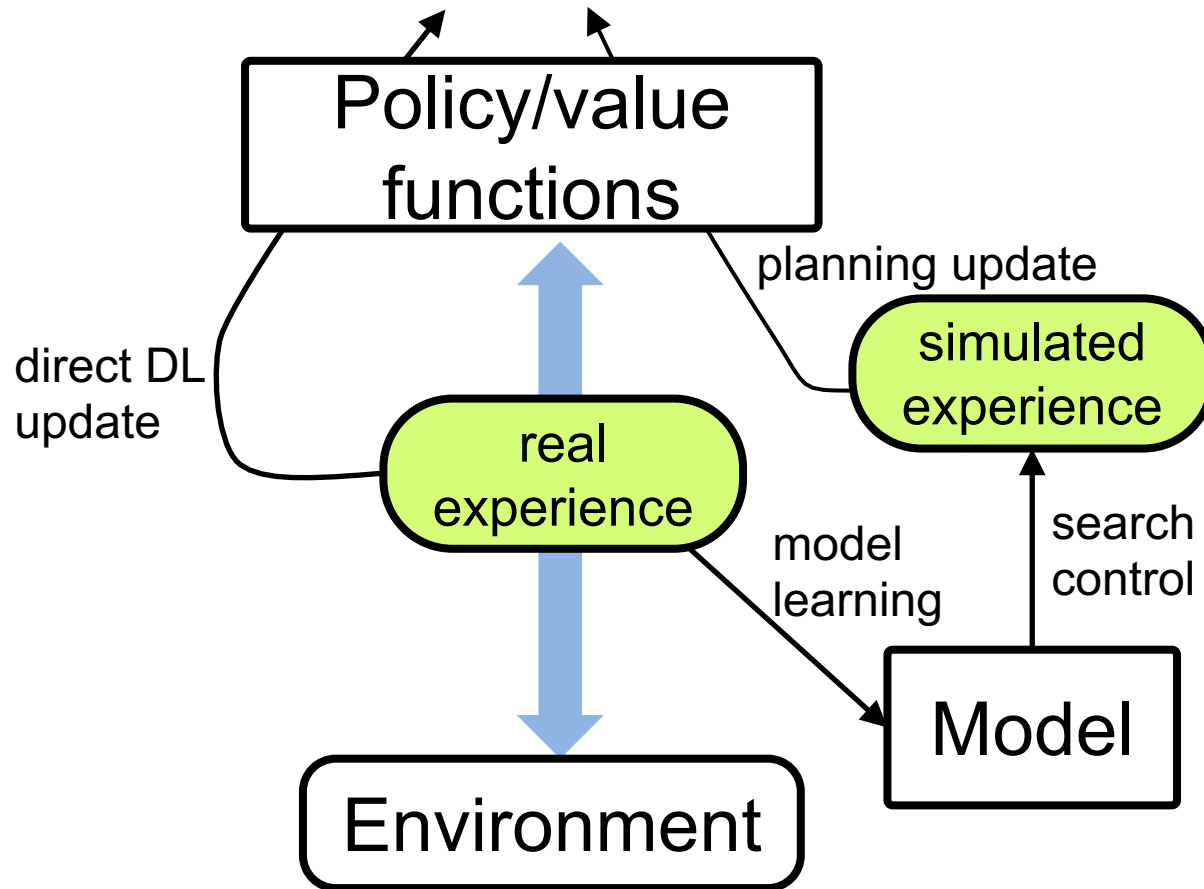 Policy/value
functions
planning update
simulated
experience
direct DL
update
real
experience
model
learning
search
control
Model
Environment